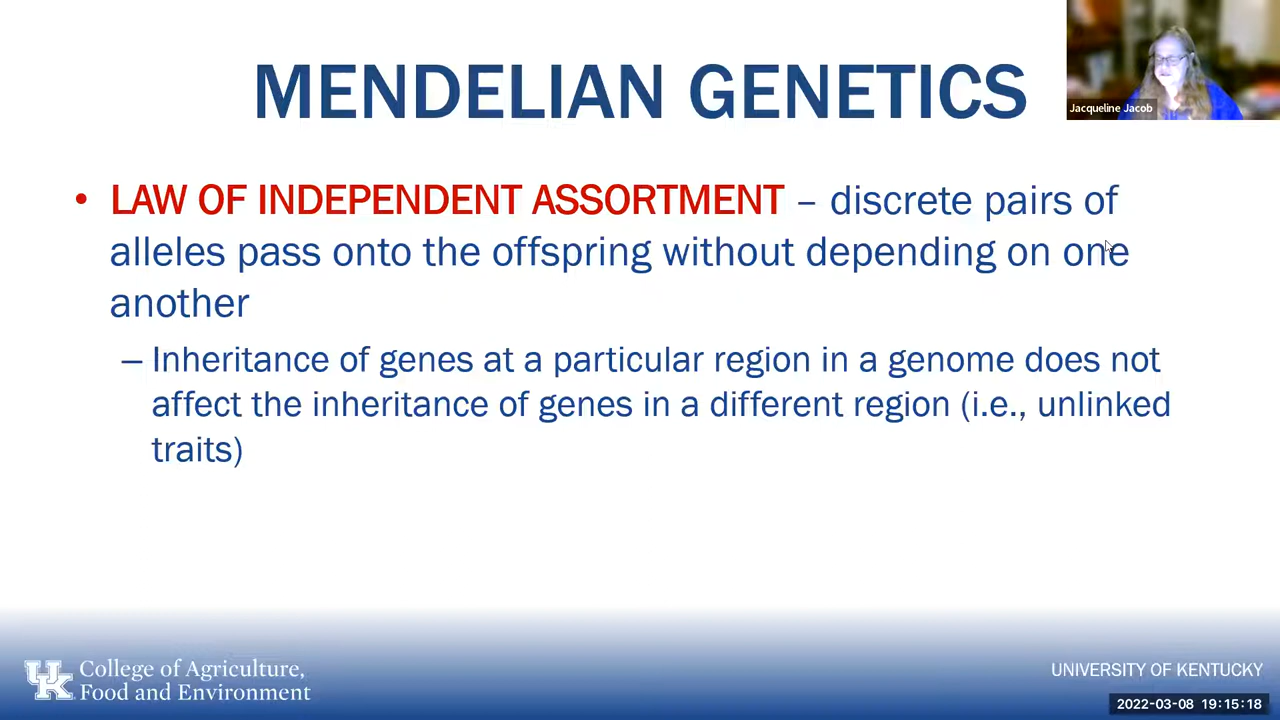 MENDELIAN GENETICS
Jacqueline Jacob
• LAW OF INDEPENDENT ASSORTMENT – discrete pairs of
alleles pass onto the offspring without depending on one
another
– Inheritance of genes at a particular region in a genome does not
affect the inheritance of genes in a different region (i.e., unlinked
traits)
UK
College of Agriculture,
Food and Environment
UNIVERSITY OF KENTUCKY
2022-03-08 19:15:18